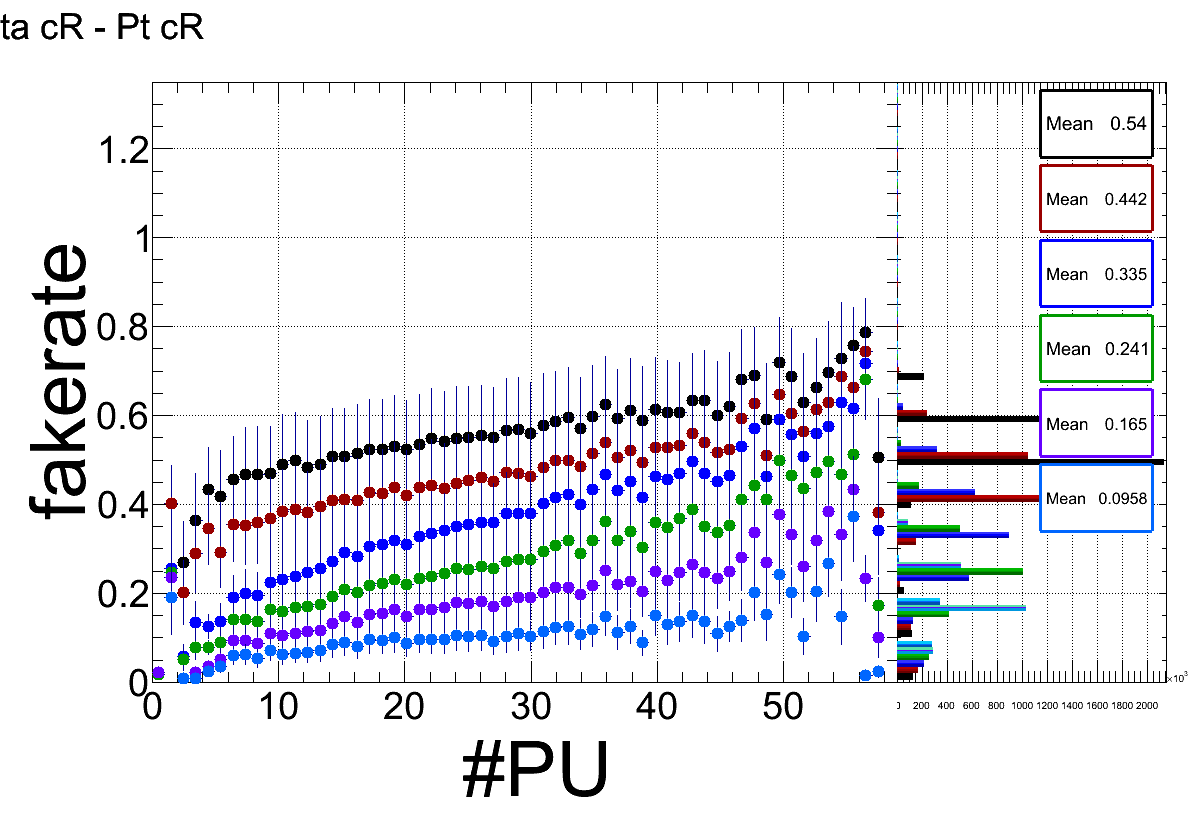 ta cR - Pt cR
fakerate
1.2
1
0.8
0.6
0.4
0.2
0
0 10 20 30 40 50
#PU
Mean 0.54
Mean 0.442
Mean 0.335
Mean 0.241
Mean 0.165
Mean 0.0958
×10³
200 400 600 800 1000 1200 1400 1600 1800 2000